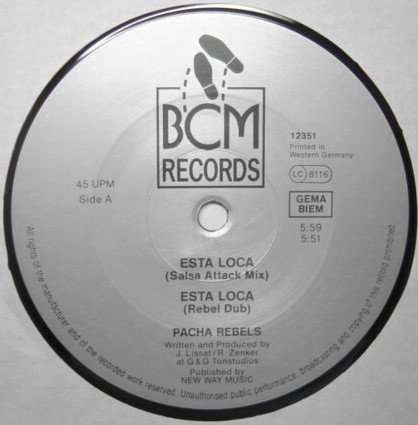 BCM
RECORDS
12351
Printed in
Western Germany
LC 8116
GEMA
BIEM
5:59
5:51
45 UPM
Side A
ESTA LOCA
(Salsa Attack Mix)
ESTA LOCA
(Rebel Dub)
PACHA REBELS
Written and Produced by
J. Lissat/R. Zenker
at G&G Tonstudios
Published by
NEW WAY MUSIC
All rights of the manufacturer and of the recorded work reserved. Unauthorised public performance, broadcasting and copying of this record prohibited